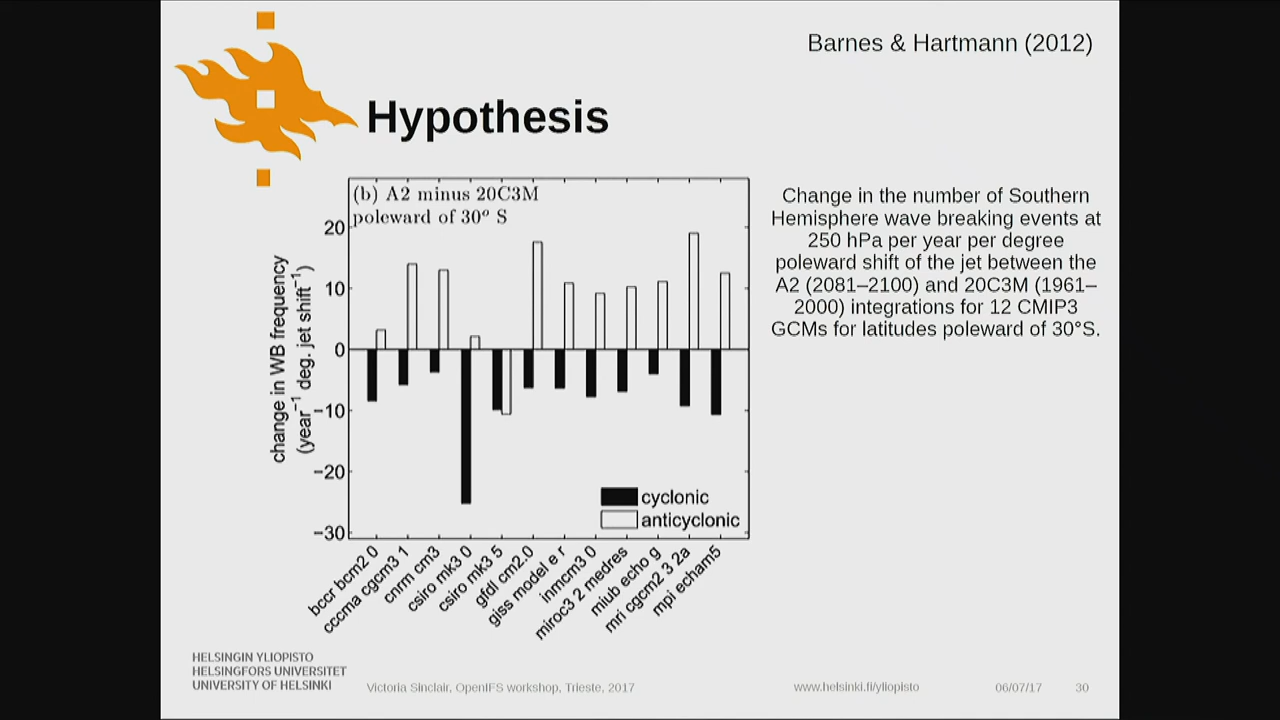 Barnes & Hartmann (2012)
Hypothesis
(b) A2 minus 20C3M
poleward of 30° S
Change in the number of Southern
Hemisphere wave breaking events at
250 hPa per year per degree
poleward shift of the jet between the
A2 (2081–2100) and 20C3M (1961–
2000) integrations for 12 CMIP3
GCMs for latitudes poleward of 30°S.
change in WB frequency
(year⁻¹ deg. jet shift⁻¹)
20
10
0
−10
−20
−30
cyclonic
anticyclonic
bccr bcm2 0
cccma cgcm3 1
cnrm cm3
csiro mk3 0
csiro mk3 5
gfdl cm2.0
giss model e r
inmcm3 0
miroc3 2 medres
miub echo g
mri cgcm2 3 2a
mpi echam5
HELSINGIN YLIOPISTO
HELSINGFORS UNIVERSITET
UNIVERSITY OF HELSINKI
Victoria Sinclair, OpenIFS workshop, Trieste, 2017
www.helsinki.fi/yliopisto
06/07/17
30